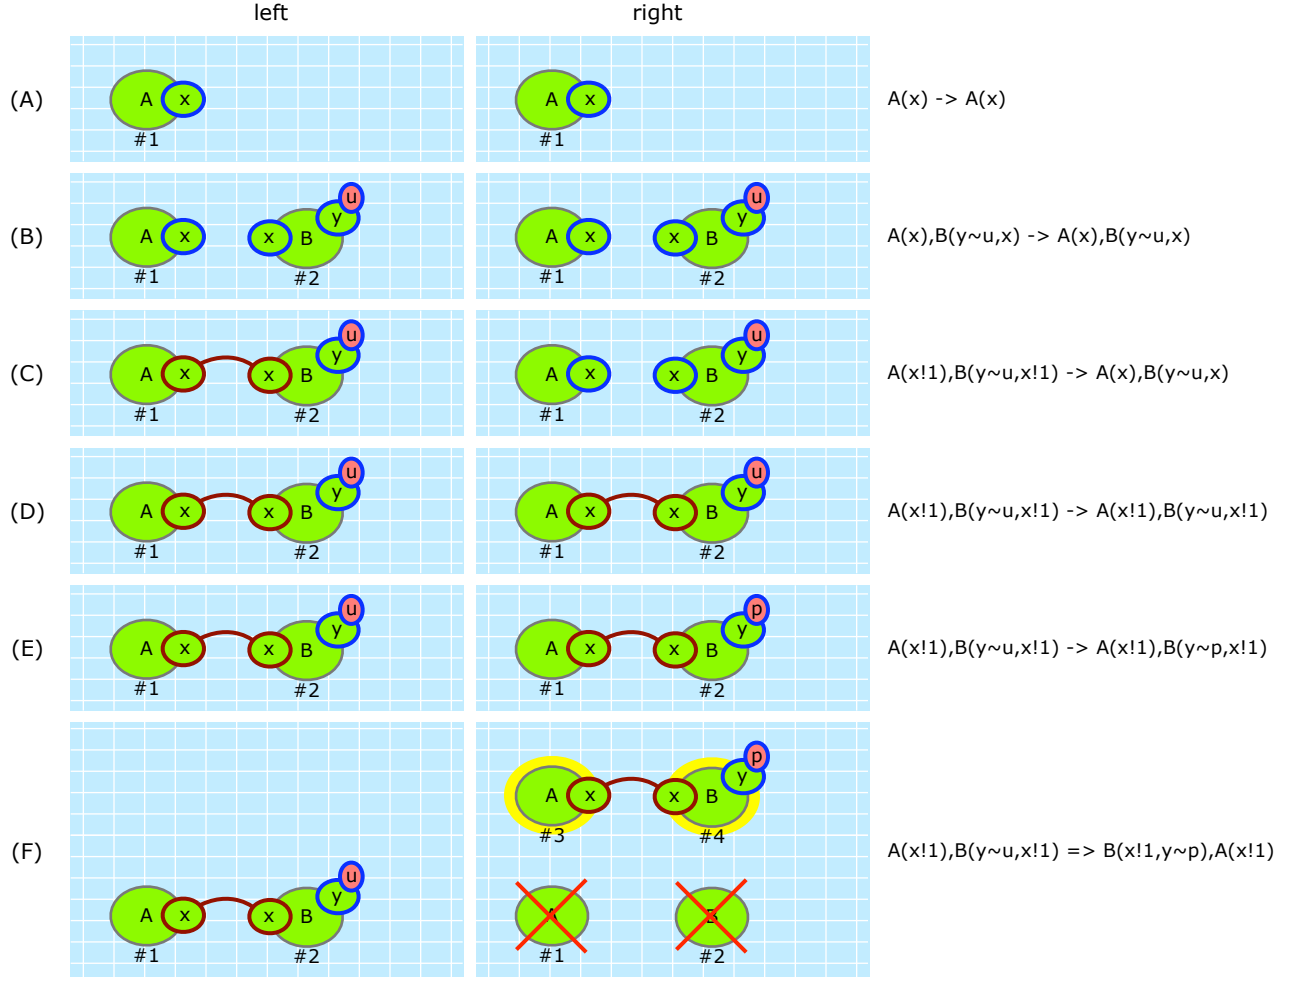 left right
(A) A x #1 A x #1 A(x) -> A(x)
(B) A x #1 x B y u #2 A x #1 x B y u #2 A(x),B(y~u,x) -> A(x),B(y~u,x)
(C) A x #1 x B y u #2 A x #1 x B y u #2 A(x!1),B(y~u,x!1) -> A(x),B(y~u,x)
(D) A x #1 x B y u #2 A x #1 x B y u #2 A(x!1),B(y~u,x!1) -> A(x!1),B(y~u,x!1)
(E) A x #1 x B y u #2 A x #1 x B y p #2 A(x!1),B(y~u,x!1) -> A(x!1),B(y~p,x!1)
A x #3 x B y p #4
(F) A(x!1),B(y~u,x!1) => B(x!1,y~p),A(x!1)
A x #1 x B y u #2 A #1 B #2